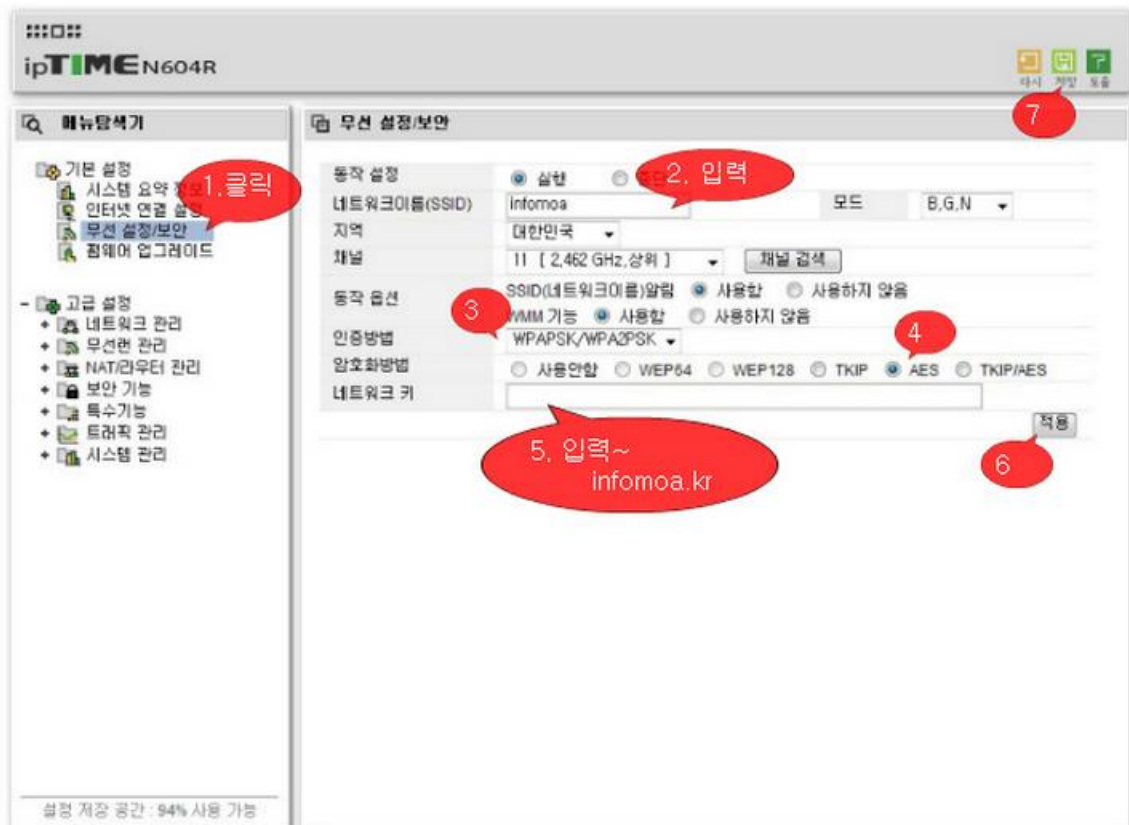 ipTIME N604R
저장 도움
7
메뉴탐색기
무선 설정/보안
기본 설정
시스템 요약
1.클릭
인터넷 연결 설정
무선 설정/보안
펌웨어 업그레이드
고급 설정
네트워크 관리
무선랜 관리
NAT/라우터 관리
보안 기능
특수기능
트래픽 관리
시스템 관리
설정 저장 공간 : 94% 사용 가능
동작 설정 실행
2. 입력
네트워크이름(SSID) infomoa 모드 B,G,N
지역 대한민국
채널 11 [ 2,462 GHz,상위 ] 채널 검색
동작 옵션 SSID(네트워크이름)알림 사용함 사용하지 않음
3
WMM 기능 사용함 사용하지 않음
인증방법 WPAPSK/WPA2PSK
4
암호화방법 사용안함 WEP64 WEP128 TKIP AES TKIP/AES
네트워크 키
적용
5. 입력~
infomoa.kr
6